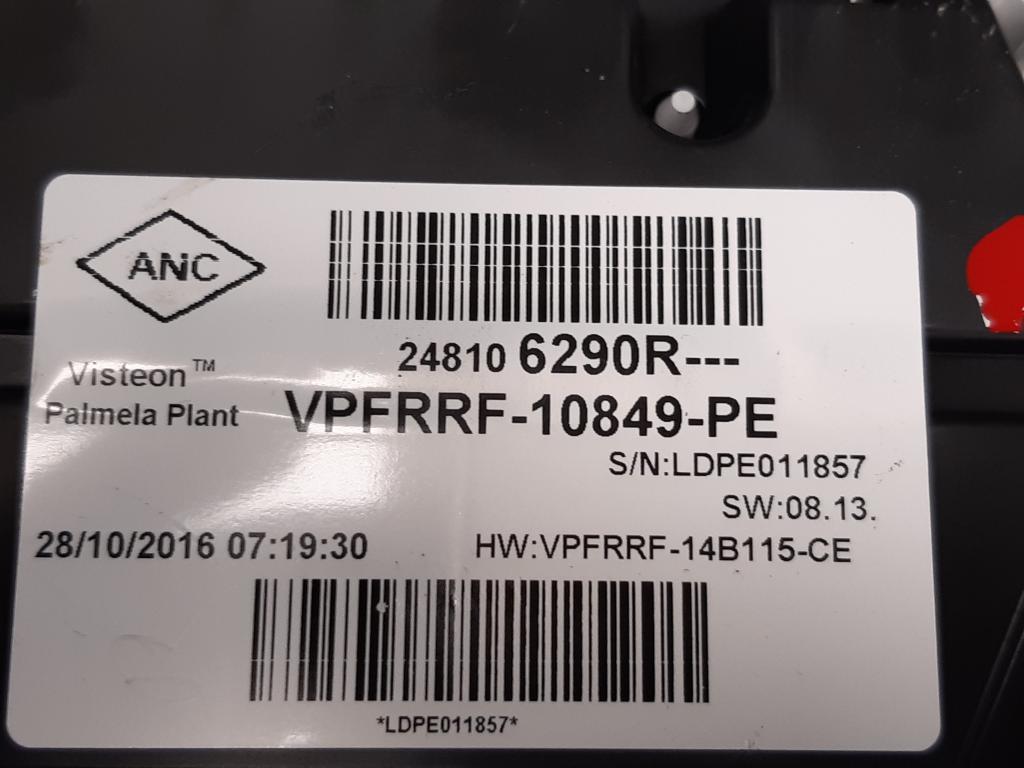 ANC
24810 6290R---
Visteon™
Palmela Plant
VPFRRF-10849-PE
S/N:LDPE011857
SW:08.13.
28/10/2016 07:19:30
HW:VPFRRF-14B115-CE
*LDPE011857*